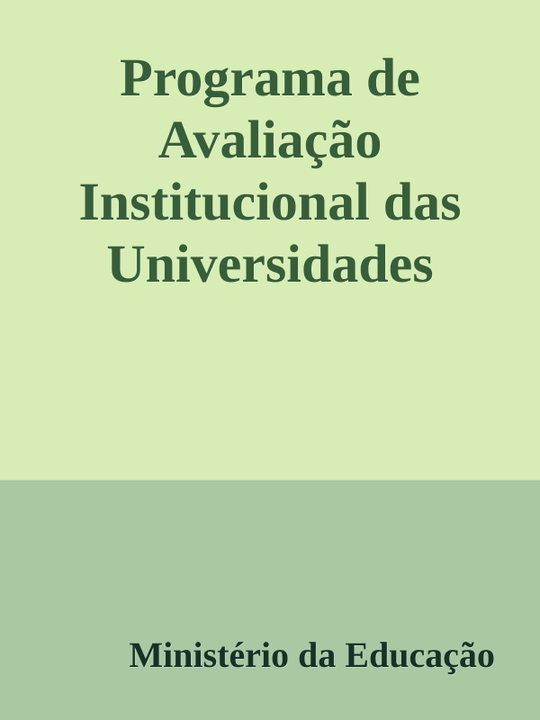 Programa de
Avaliação
Institucional das
Universidades
Ministério da Educação